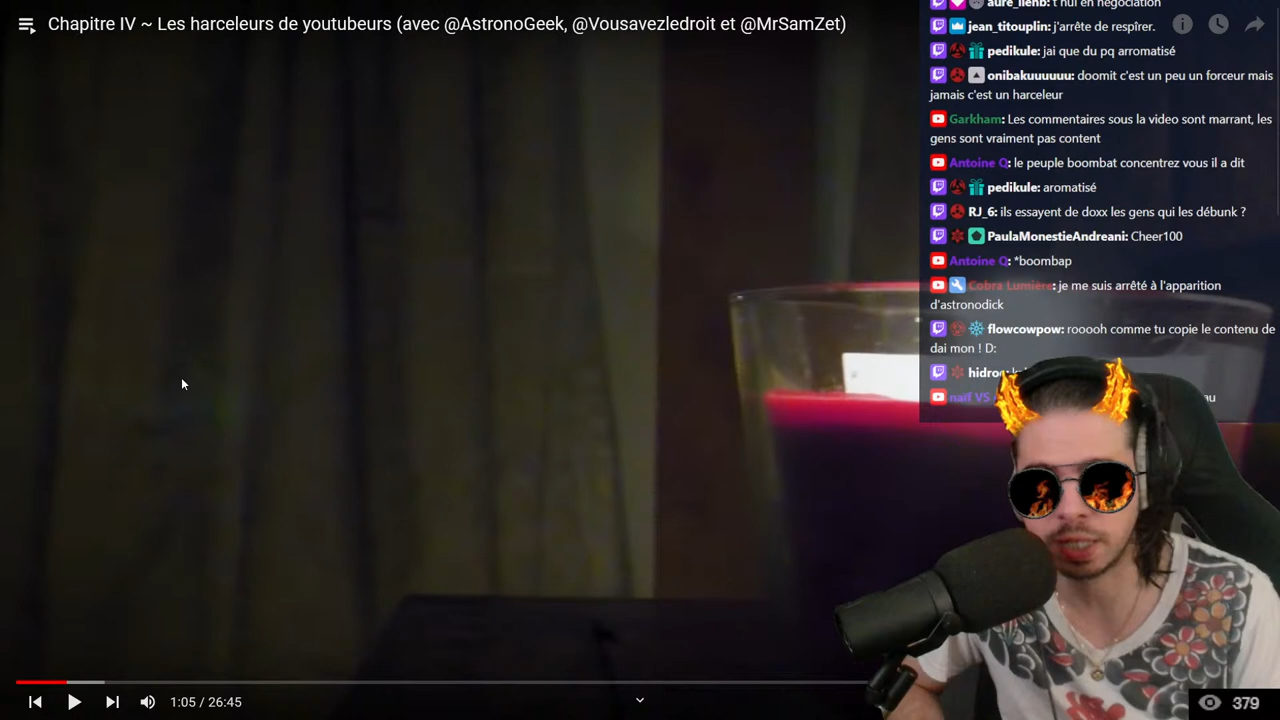 Chapitre IV ~ Les harceleurs de youtubeurs (avec @AstronoGeek, @Vousavezledroit et @MrSamZet)
jean_titouplin: j'arrête de respîrer.
pedikule: jai que du pq arromatisé
onibakuuuuuu: doomit c'est un peu un forceur mais
jamais c'est un harceleur
Garkham: Les commentaires sous la video sont marrant, les
gens sont vraiment pas content
Antoine Q: le peuple boombat concentrez vous il a dit
pedikule: aromatisé
RJ_6: ils essayent de doxx les gens qui les débunk ?
PaulaMonestieAndreani: Cheer100
Antoine Q: *boombap
Cobra Lumière: je me suis arrêté à l'apparition
d'astronodick
flowcowpow: rooooh comme tu copie le contenu de
dai mon ! D:
naïf VS
1:05 / 26:45
379